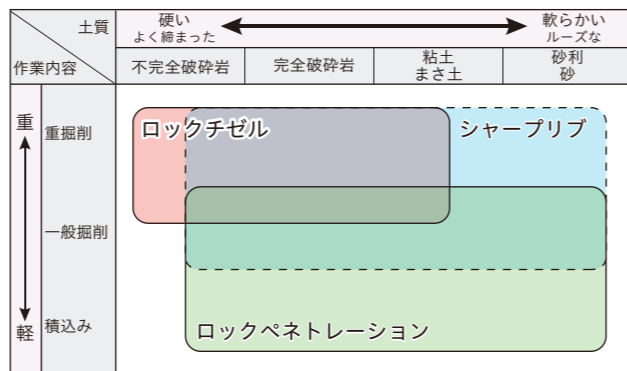 土質
硬い
よく締まった
軟らかい
ルーズな
作業内容
不完全破砕岩
完全破砕岩
粘土
まさ土
砂利
砂
重
軽
重掘削
一般掘削
積込み
ロックチゼル
シャープリブ
ロックペネトレーション